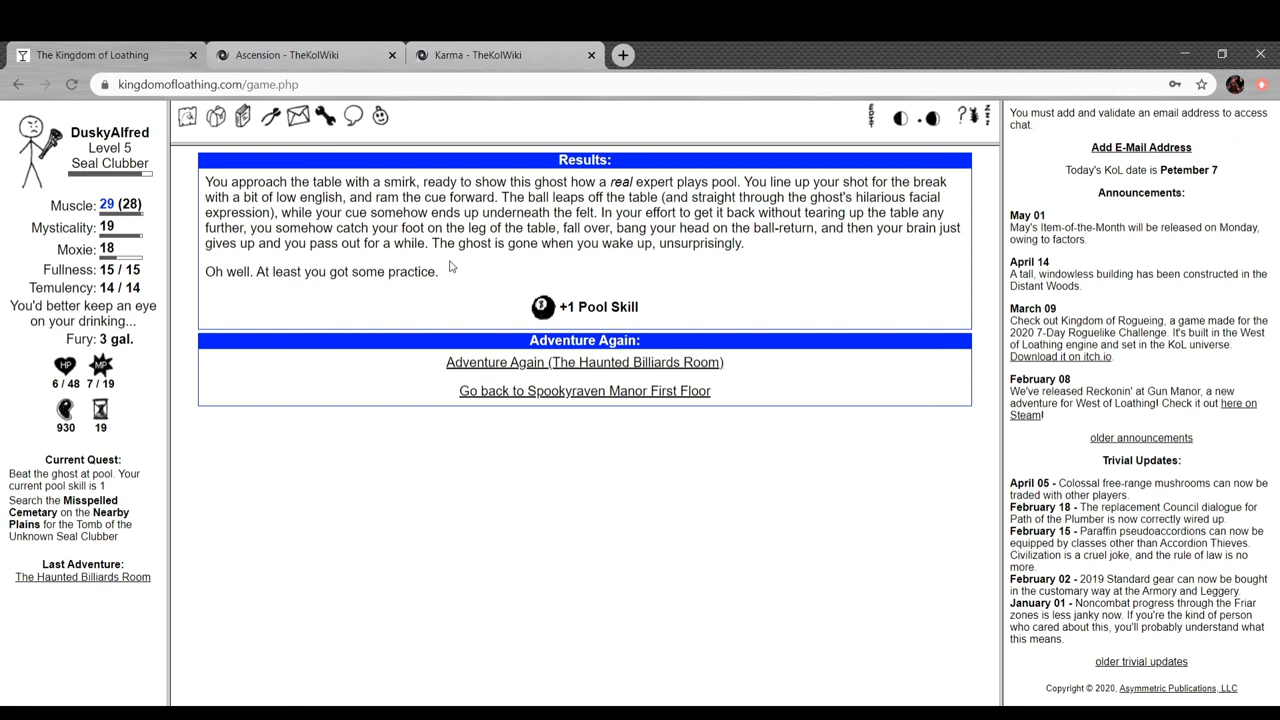 The Kingdom of Loathing
Ascension - TheKolWiki
Karma - TheKolWiki
kingdomofloathing.com/game.php
DuskyAlfred
Level 5
Seal Clubber
Muscle: 29 (28)
Mysticality: 19
Moxie: 18
Fullness: 15 / 15
Temulency: 14 / 14
You'd better keep an eye
on your drinking...
Fury: 3 gal.
HP MP
6 / 48 7 / 19
930 19
Current Quest:
Beat the ghost at pool. Your
current pool skill is 1
Search the Misspelled
Cemetary on the Nearby
Plains for the Tomb of the
Unknown Seal Clubber
Last Adventure:
The Haunted Billiards Room
EDIT
Results:
You approach the table with a smirk, ready to show this ghost how a real expert plays pool. You line up your shot for the break
with a bit of low english, and ram the cue forward. The ball leaps off the table (and straight through the ghost's hilarious facial
expression), while your cue somehow ends up underneath the felt. In your effort to get it back without tearing up the table any
further, you somehow catch your foot on the leg of the table, fall over, bang your head on the ball-return, and then your brain just
gives up and you pass out for a while. The ghost is gone when you wake up, unsurprisingly.
Oh well. At least you got some practice.
+1 Pool Skill
Adventure Again:
Adventure Again (The Haunted Billiards Room)
Go back to Spookyraven Manor First Floor
You must add and validate an email address to access
chat.
Add E-Mail Address
Today's KoL date is Petember 7
Announcements:
May 01
May's Item-of-the-Month will be released on Monday,
owing to factors.
April 14
A tall, windowless building has been constructed in the
Distant Woods.
March 09
Check out Kingdom of Rogueing, a game made for the
2020 7-Day Roguelike Challenge. It's built in the West
of Loathing engine and set in the KoL universe.
Download it on itch.io.
February 08
We've released Reckonin' at Gun Manor, a new
adventure for West of Loathing! Check it out here on
Steam!
older announcements
Trivial Updates:
April 05 - Colossal free-range mushrooms can now be
traded with other players.
February 18 - The replacement Council dialogue for
Path of the Plumber is now correctly wired up.
February 15 - Paraffin pseudoaccordions can now be
equipped by classes other than Accordion Thieves.
Civilization is a cruel joke, and the rule of law is no
more.
February 02 - 2019 Standard gear can now be bought
in the customary way at the Armory and Leggery.
January 01 - Noncombat progress through the Friar
zones is less janky now. If you're the kind of person
who cared about this, you'll probably understand what
this means.
older trivial updates
Copyright © 2020, Asymmetric Publications, LLC